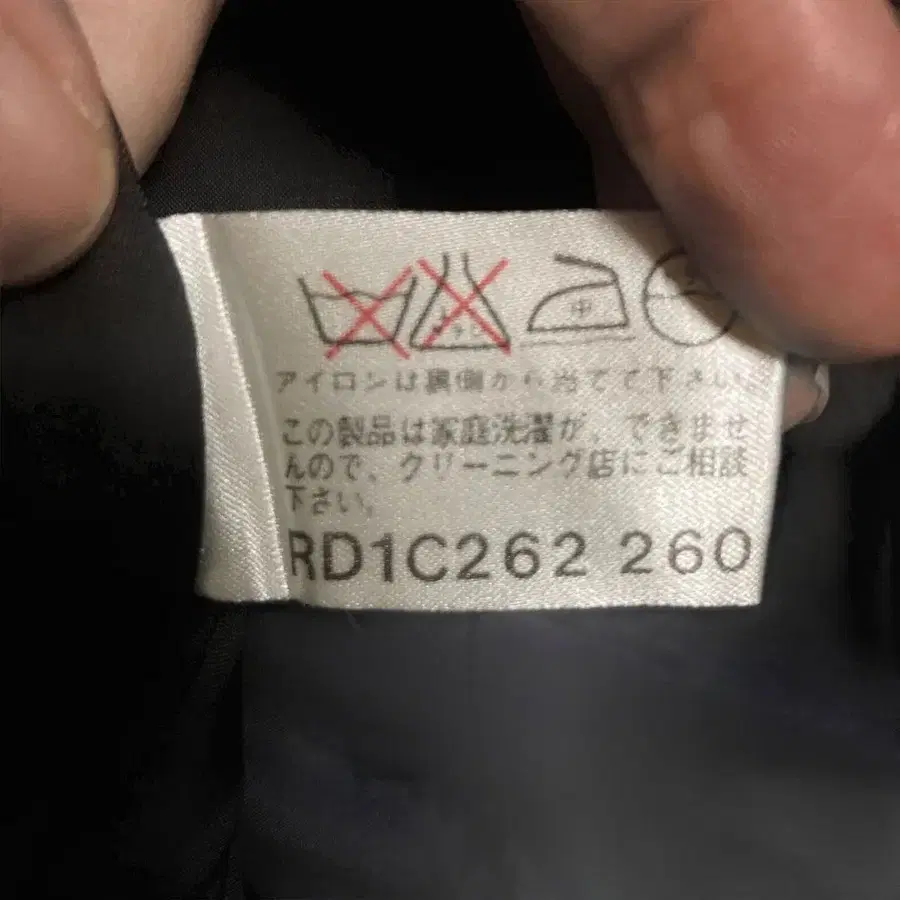 中
アイロンは裏側から当てて下さい。
この製品は家庭洗濯が、できませ
んので、クリーニング店にご相談
下さい。
RD1C262 260